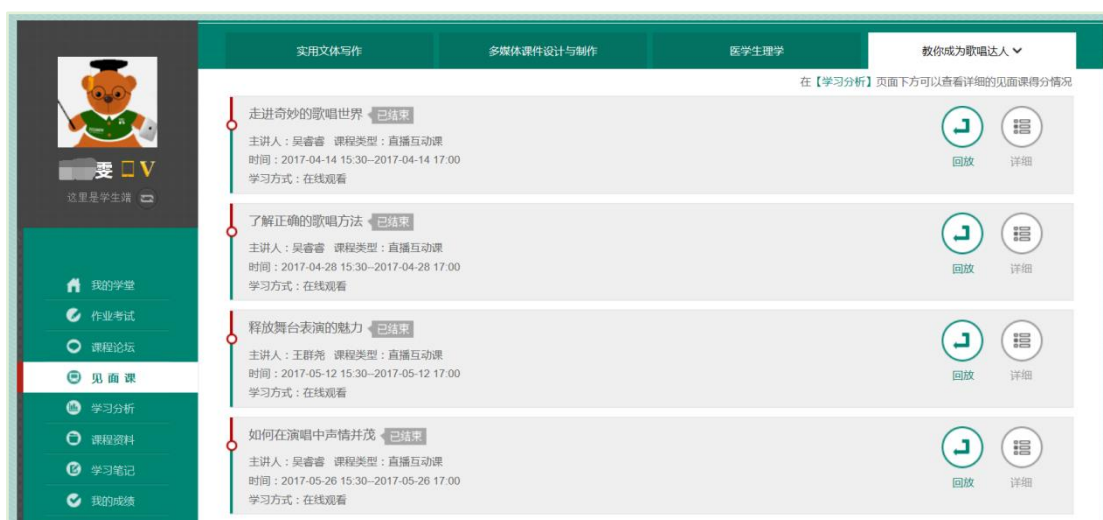 实用文体写作
多媒体课件设计与制作
医学生理学
教你成为歌唱达人
在【学习分析】页面下方可以查看详细的见面课得分情况
雯 V
这里是学生端
我的学堂
作业考试
课程论坛
见面课
学习分析
课程资料
学习笔记
我的成绩
走进奇妙的歌唱世界 已结束
主讲人：吴睿睿 课程类型：直播互动课
时间：2017-04-14 15:30--2017-04-14 17:00
学习方式：在线观看
回放 详细
了解正确的歌唱方法 已结束
主讲人：吴睿睿 课程类型：直播互动课
时间：2017-04-28 15:30--2017-04-28 17:00
学习方式：在线观看
回放 详细
释放舞台表演的魅力 已结束
主讲人：王群尧 课程类型：直播互动课
时间：2017-05-12 15:30--2017-05-12 17:00
学习方式：在线观看
回放 详细
如何在演唱中声情并茂 已结束
主讲人：吴睿睿 课程类型：直播互动课
时间：2017-05-26 15:30--2017-05-26 17:00
学习方式：在线观看
回放 详细